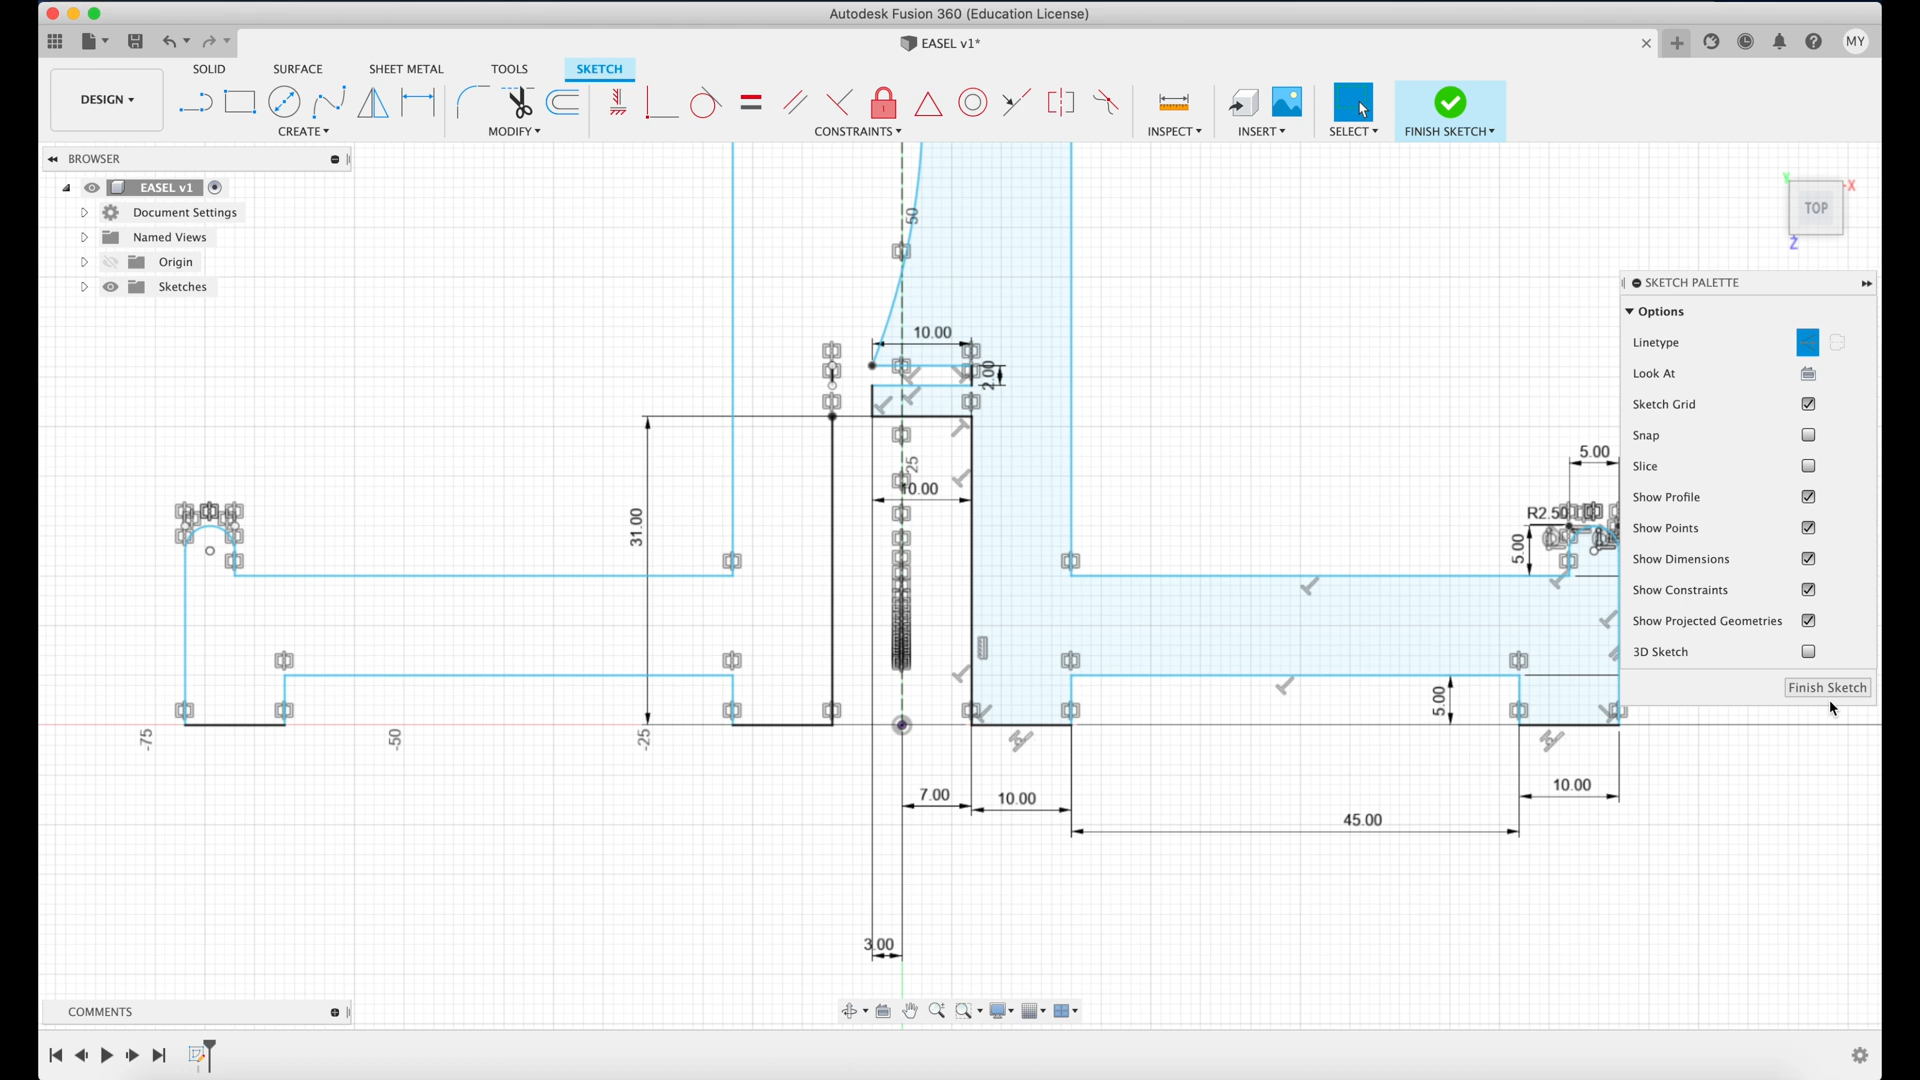 Autodesk Fusion 360 (Education License)
EASEL v1*
MY
SOLID SURFACE SHEET METAL TOOLS SKETCH
DESIGN
CREATE MODIFY CONSTRAINTS INSPECT INSERT SELECT FINISH SKETCH
BROWSER
EASEL v1
Document Settings
Named Views
Origin
Sketches
TOP
Y
X
Z
SKETCH PALETTE
Options
Linetype
Look At
Sketch Grid
Snap
Slice
Show Profile
Show Points
Show Dimensions
Show Constraints
Show Projected Geometries
3D Sketch
Finish Sketch
50
10.00
2.00
25
10.00
31.00
5.00
R2.50
5.00
5.00
-75
-50
-25
7.00
10.00
10.00
45.00
3.00
COMMENTS